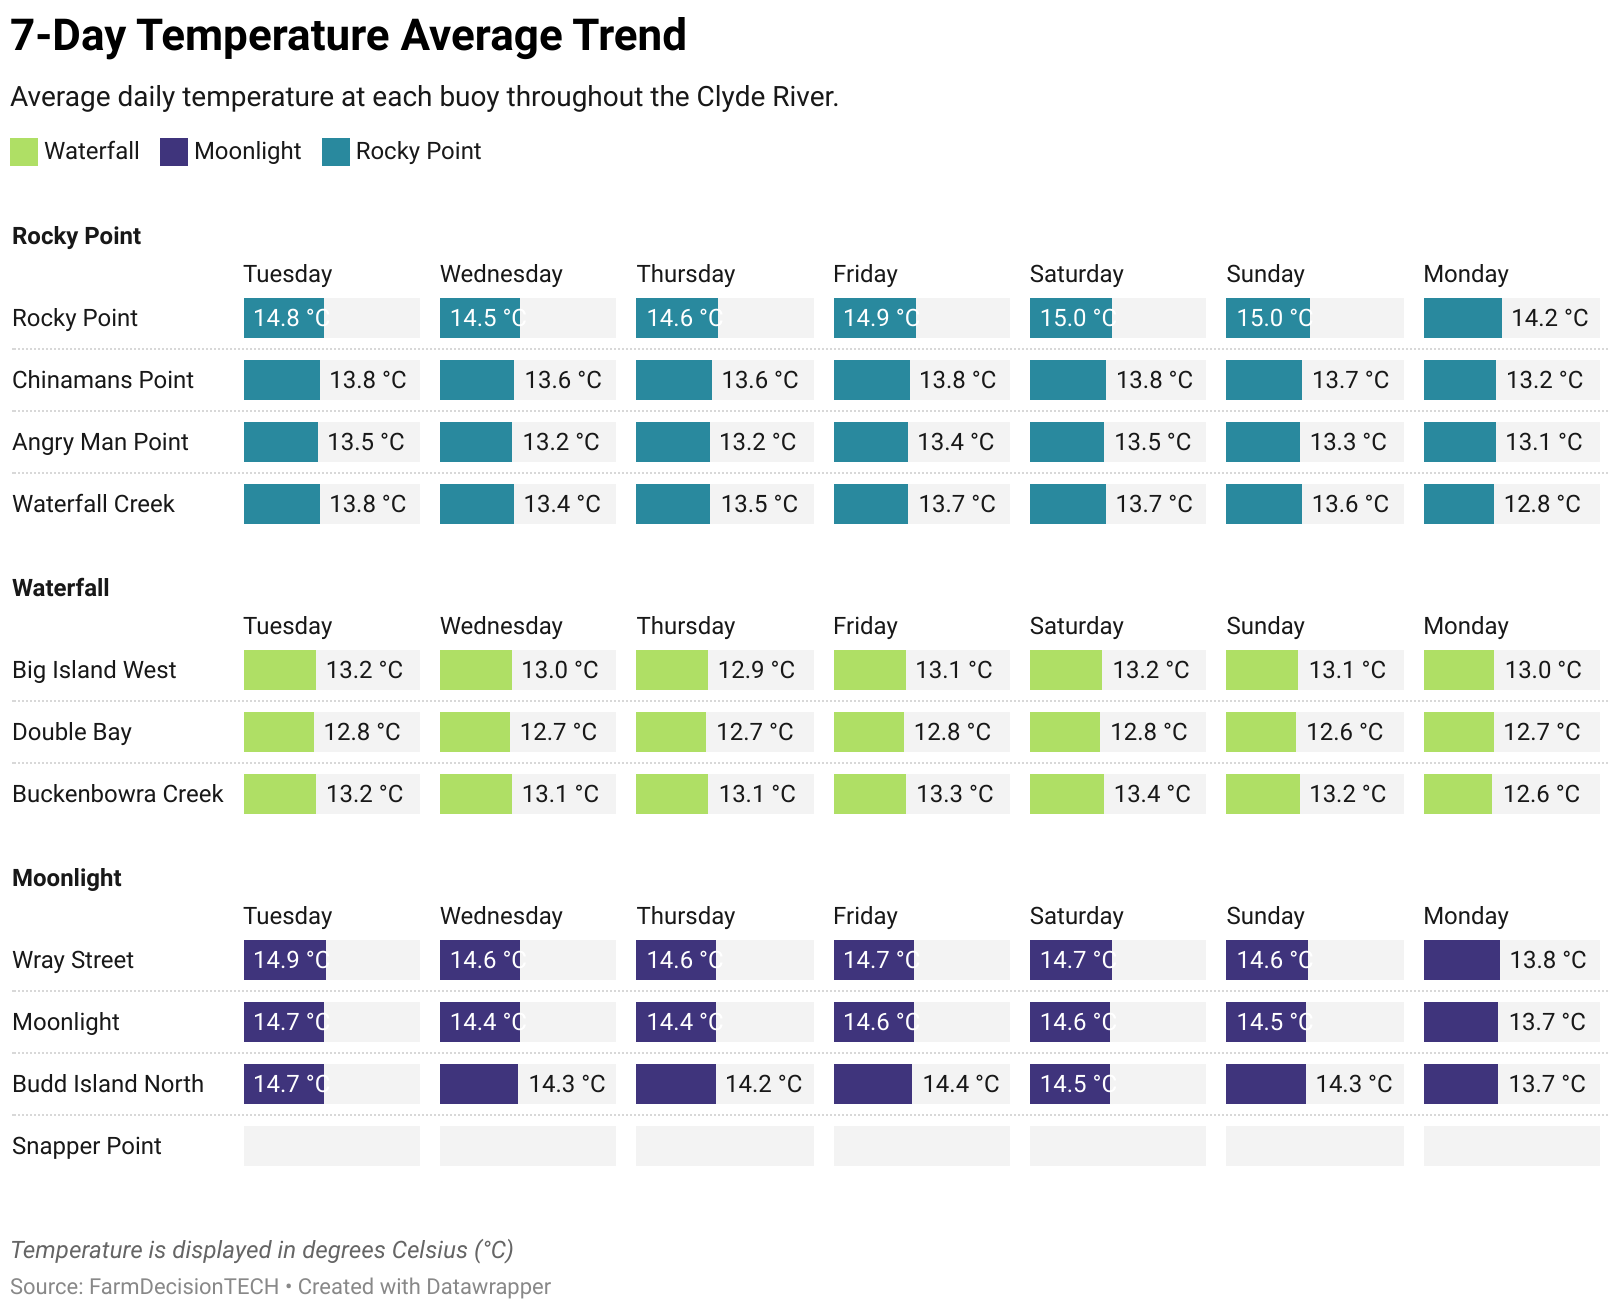 7-Day Temperature Average Trend
Average daily temperature at each buoy throughout the Clyde River.
Waterfall Moonlight Rocky Point
Rocky Point
Tuesday Wednesday Thursday Friday Saturday Sunday Monday
Rocky Point 14.8 °C 14.5 °C 14.6 °C 14.9 °C 15.0 °C 15.0 °C 14.2 °C
Chinamans Point 13.8 °C 13.6 °C 13.6 °C 13.8 °C 13.8 °C 13.7 °C 13.2 °C
Angry Man Point 13.5 °C 13.2 °C 13.2 °C 13.4 °C 13.5 °C 13.3 °C 13.1 °C
Waterfall Creek 13.8 °C 13.4 °C 13.5 °C 13.7 °C 13.7 °C 13.6 °C 12.8 °C
Waterfall
Tuesday Wednesday Thursday Friday Saturday Sunday Monday
Big Island West 13.2 °C 13.0 °C 12.9 °C 13.1 °C 13.2 °C 13.1 °C 13.0 °C
Double Bay 12.8 °C 12.7 °C 12.7 °C 12.8 °C 12.8 °C 12.6 °C 12.7 °C
Buckenbowra Creek 13.2 °C 13.1 °C 13.1 °C 13.3 °C 13.4 °C 13.2 °C 12.6 °C
Moonlight
Tuesday Wednesday Thursday Friday Saturday Sunday Monday
Wray Street 14.9 °C 14.6 °C 14.6 °C 14.7 °C 14.7 °C 14.6 °C 13.8 °C
Moonlight 14.7 °C 14.4 °C 14.4 °C 14.6 °C 14.6 °C 14.5 °C 13.7 °C
Budd Island North 14.7 °C 14.3 °C 14.2 °C 14.4 °C 14.5 °C 14.3 °C 13.7 °C
Snapper Point
Temperature is displayed in degrees Celsius (°C)
Source: FarmDecisionTECH • Created with Datawrapper